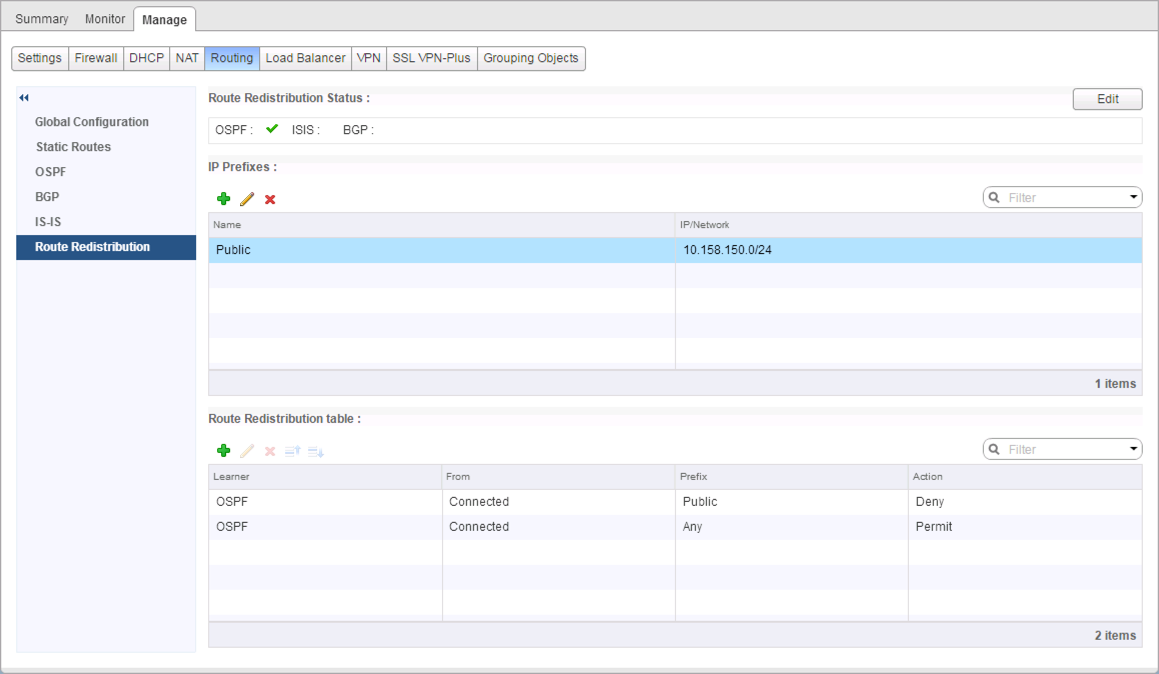 Summary Monitor Manage
Settings Firewall DHCP NAT Routing Load Balancer VPN SSL VPN-Plus Grouping Objects
Global Configuration
Static Routes
OSPF
BGP
IS-IS
Route Redistribution
Route Redistribution Status :
Edit
OSPF : ISIS : BGP :
IP Prefixes :
Filter
Name IP/Network
Public 10.158.150.0/24
1 items
Route Redistribution table :
Filter
Learner From Prefix Action
OSPF Connected Public Deny
OSPF Connected Any Permit
2 items